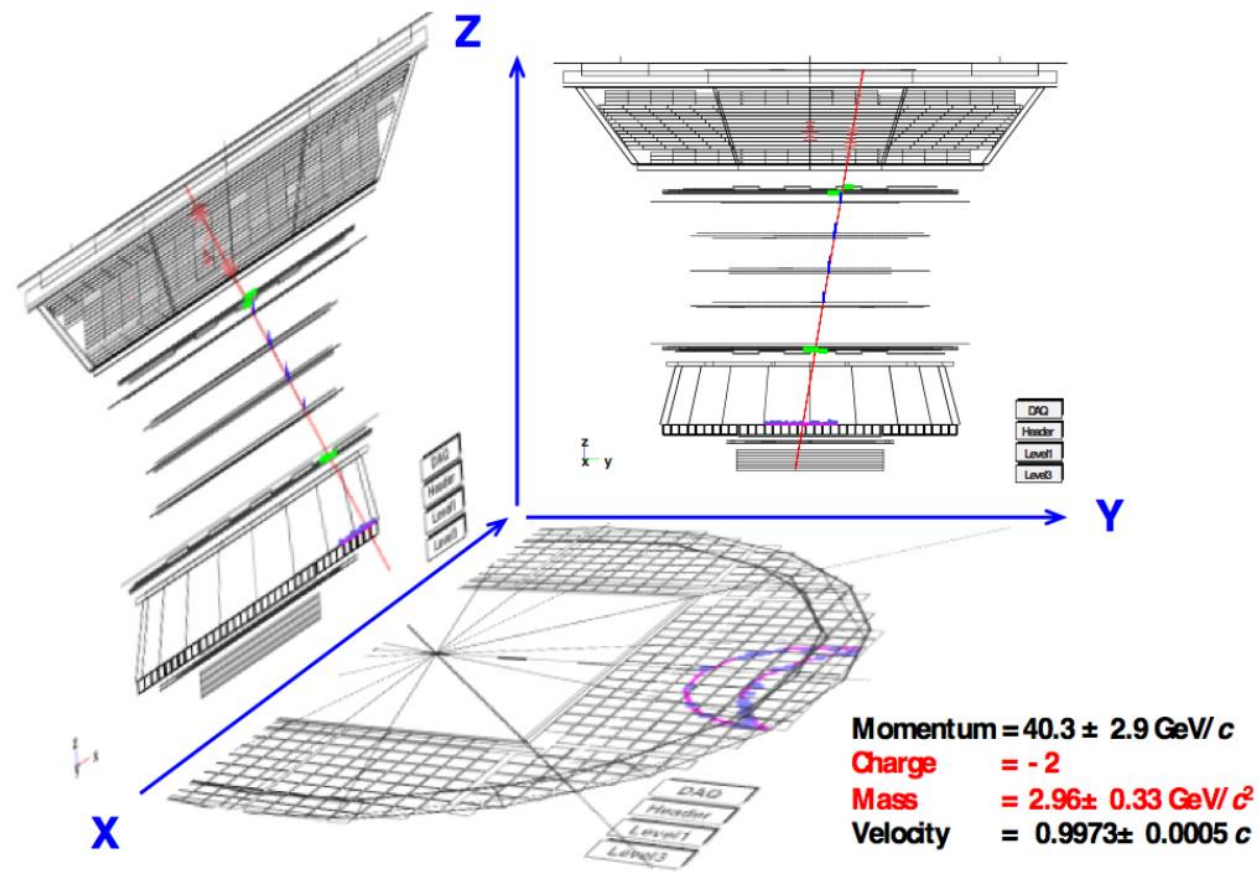 Z
DAQ
Header
Level1
Level3
z
x y
DAQ
Header
Level1
Level3
Y
X
DAQ
Header
Level1
Level3
Momentum = 40.3 ± 2.9 GeV/c
Charge = - 2
Mass = 2.96± 0.33 GeV/c²
Velocity = 0.9973± 0.0005 c